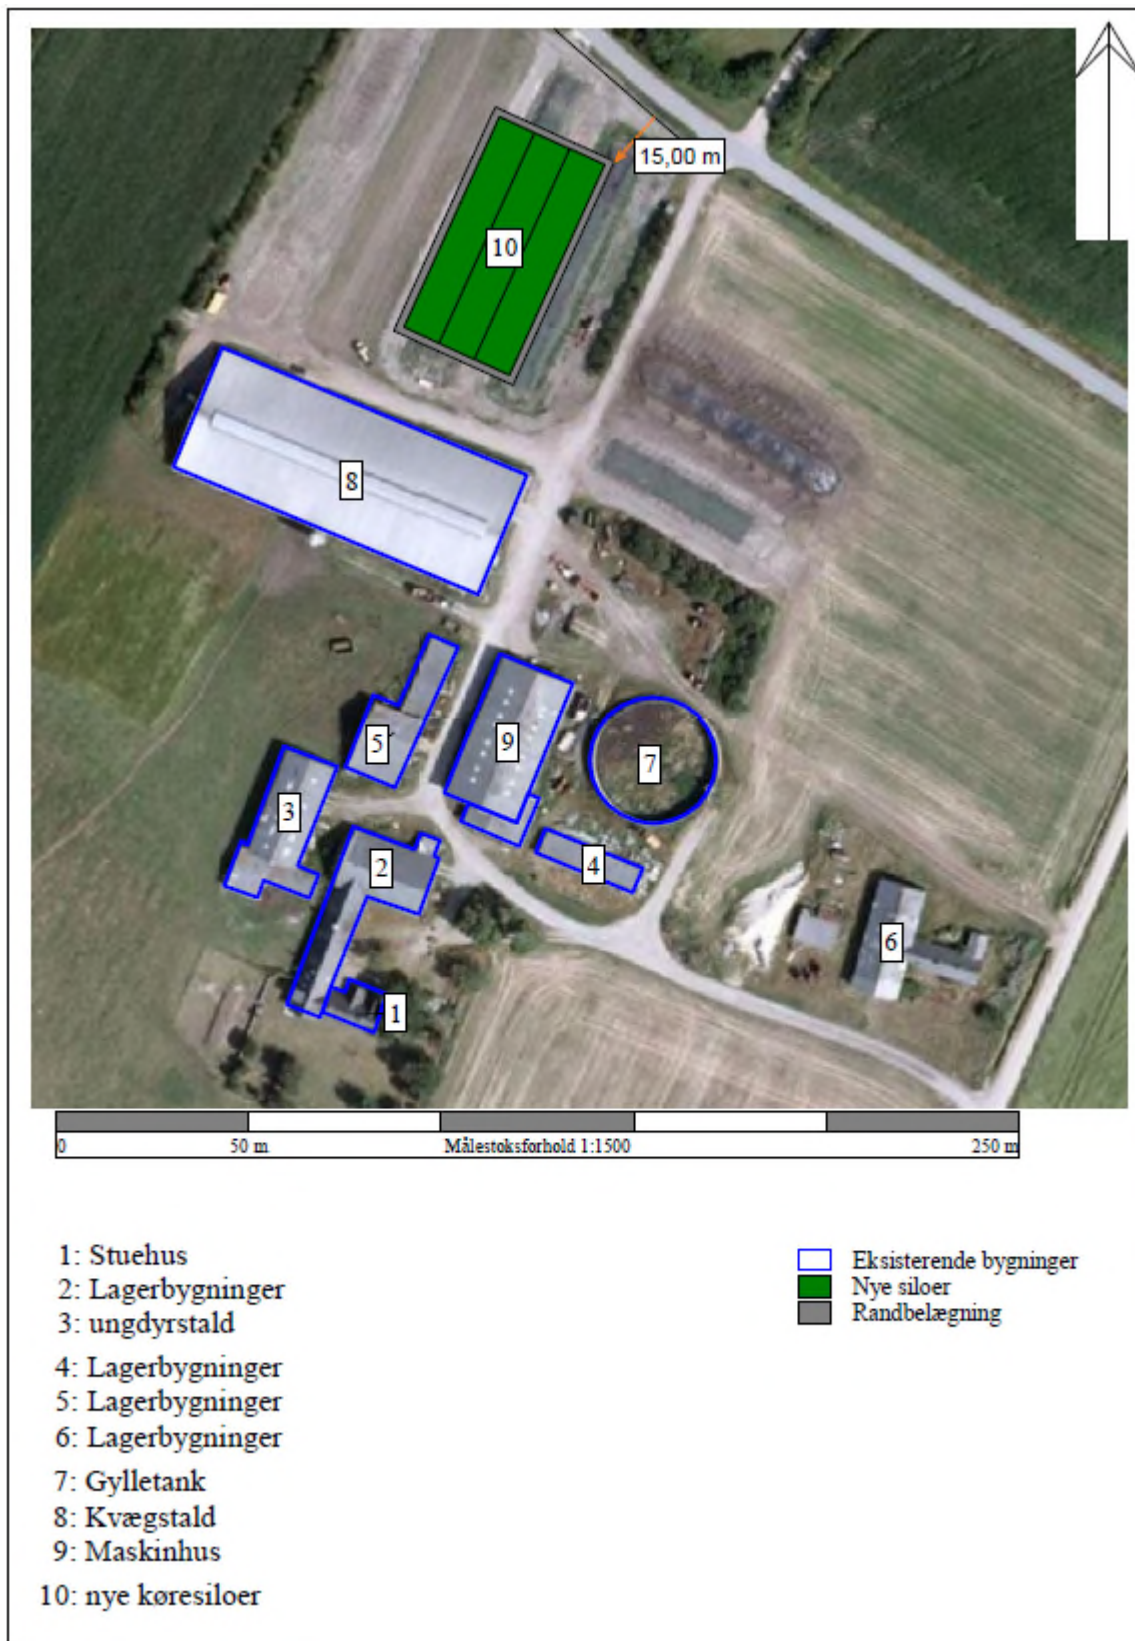 15,00 m
10
8
5
9
7
3
2
4
6
1
0 50 m Målestoksforhold 1:1500 250 m
1: Stuehus
2: Lagerbygninger
3: ungdyrstald
4: Lagerbygninger
5: Lagerbygninger
6: Lagerbygninger
7: Gylletank
8: Kvægstald
9: Maskinhus
10: nye køresiloer
Eksisterende bygninger
Nye siloer
Randbelægning